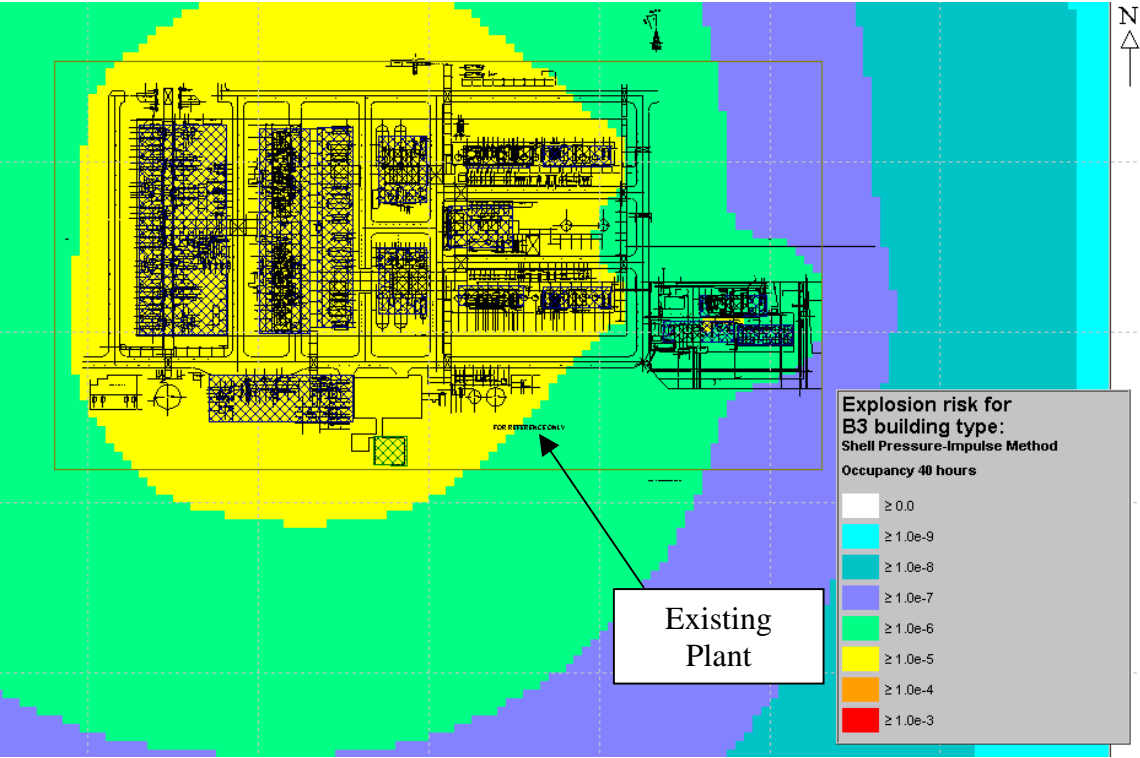 N
FOR REFERENCE ONLY
Existing
Plant
Explosion risk for
B3 building type:
Shell Pressure-Impulse Method
Occupancy 40 hours
≥ 0.0
≥ 1.0e-9
≥ 1.0e-8
≥ 1.0e-7
≥ 1.0e-6
≥ 1.0e-5
≥ 1.0e-4
≥ 1.0e-3